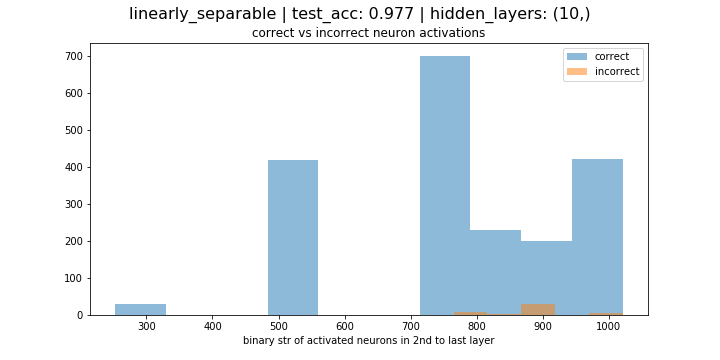 linearly_separable | test_acc: 0.977 | hidden_layers: (10,)
correct vs incorrect neuron activations
correct
incorrect
700
600
500
400
300
200
100
0
300 400 500 600 700 800 900 1000
binary str of activated neurons in 2nd to last layer